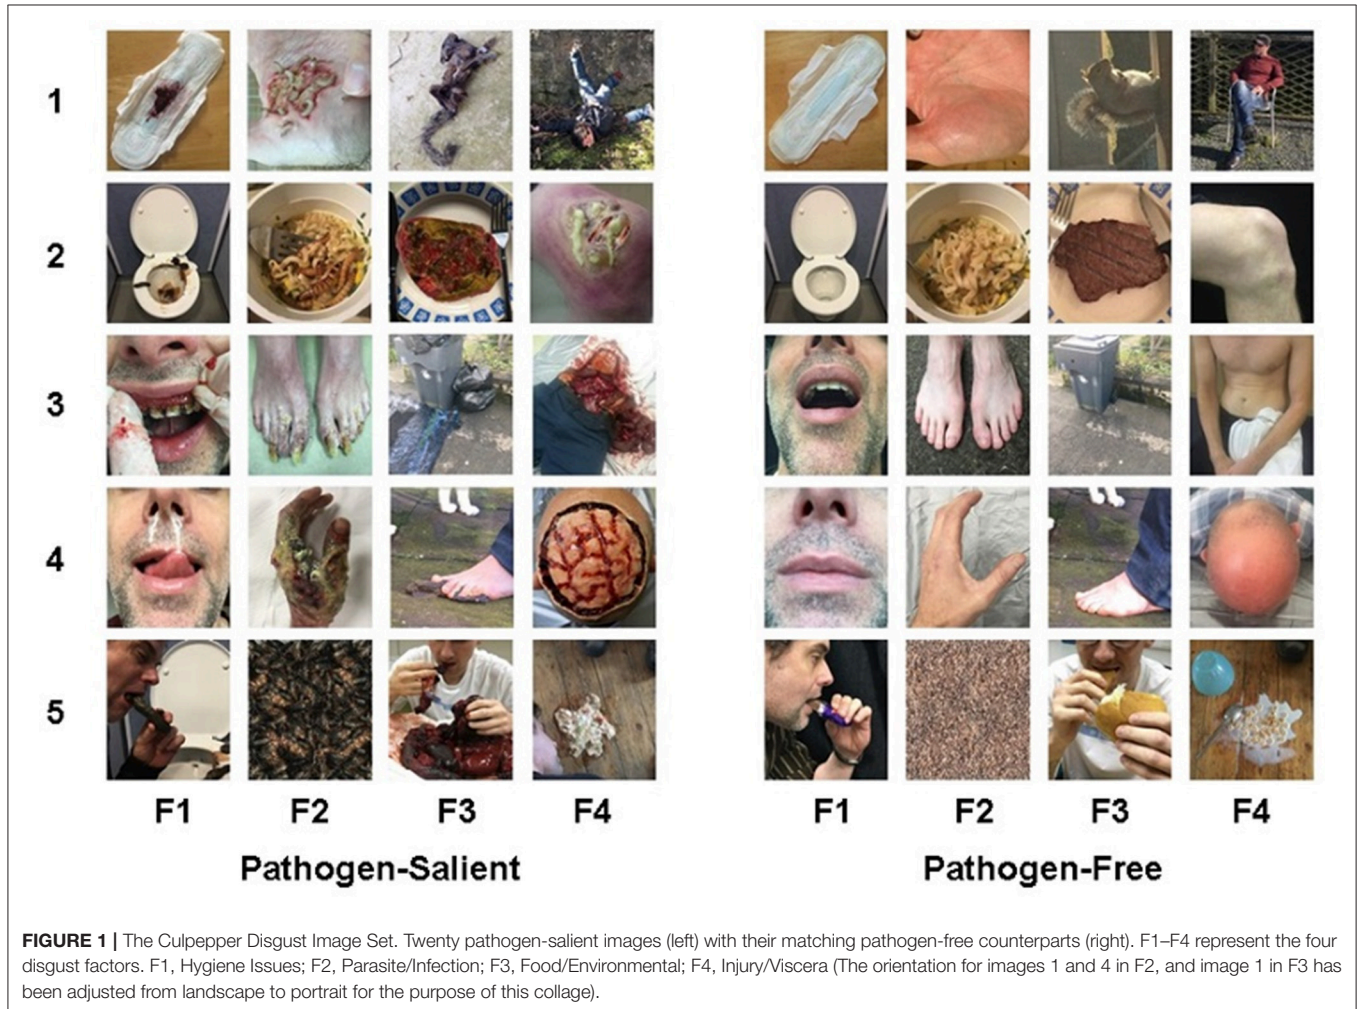 1
2
3
4
5
F1 F2 F3 F4
Pathogen-Salient
F1 F2 F3 F4
Pathogen-Free
FIGURE 1 | The Culpepper Disgust Image Set. Twenty pathogen-salient images (left) with their matching pathogen-free counterparts (right). F1–F4 represent the four
disgust factors. F1, Hygiene Issues; F2, Parasite/Infection; F3, Food/Environmental; F4, Injury/Viscera (The orientation for images 1 and 4 in F2, and image 1 in F3 has
been adjusted from landscape to portrait for the purpose of this collage).